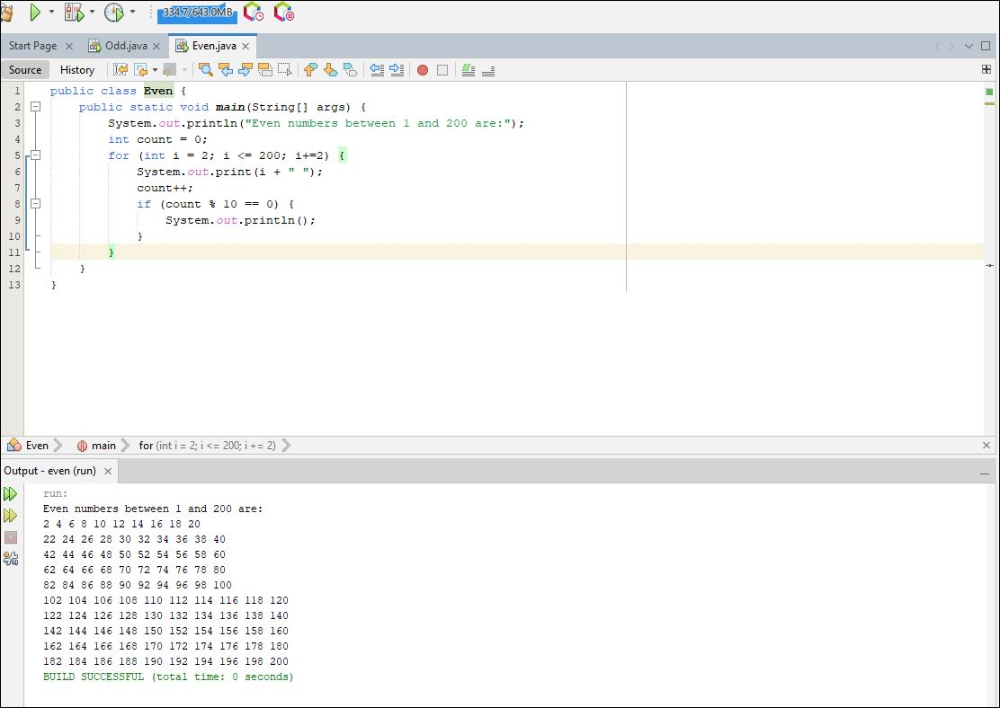 334.7/643.0MB
Start Page Odd.java Even.java
Source History
1 public class Even {
2 public static void main(String[] args) {
3 System.out.println("Even numbers between 1 and 200 are:");
4 int count = 0;
5 for (int i = 2; i <= 200; i+=2) {
6 System.out.print(i + " ");
7 count++;
8 if (count % 10 == 0) {
9 System.out.println();
10 }
11 }
12 }
13 }
Even main for (int i = 2; i <= 200; i += 2)
Output - even (run)
run:
Even numbers between 1 and 200 are:
2 4 6 8 10 12 14 16 18 20
22 24 26 28 30 32 34 36 38 40
42 44 46 48 50 52 54 56 58 60
62 64 66 68 70 72 74 76 78 80
82 84 86 88 90 92 94 96 98 100
102 104 106 108 110 112 114 116 118 120
122 124 126 128 130 132 134 136 138 140
142 144 146 148 150 152 154 156 158 160
162 164 166 168 170 172 174 176 178 180
182 184 186 188 190 192 194 196 198 200
BUILD SUCCESSFUL (total time: 0 seconds)